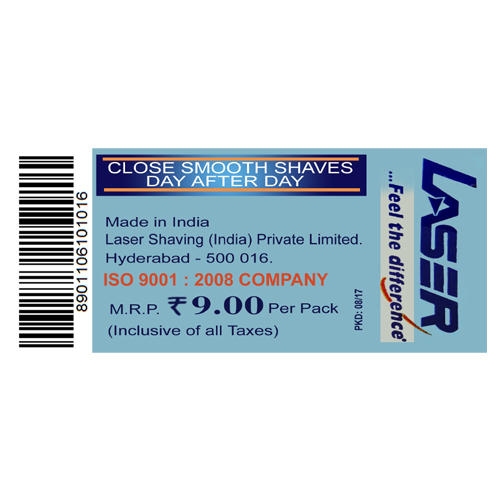 8901106101016
CLOSE SMOOTH SHAVES
DAY AFTER DAY
Made in India
Laser Shaving (India) Private Limited.
Hyderabad - 500 016.
ISO 9001 : 2008 COMPANY
M.R.P. ₹ 9.00 Per Pack
(Inclusive of all Taxes)
PKD: 08/17
...Feel the difference
LASER